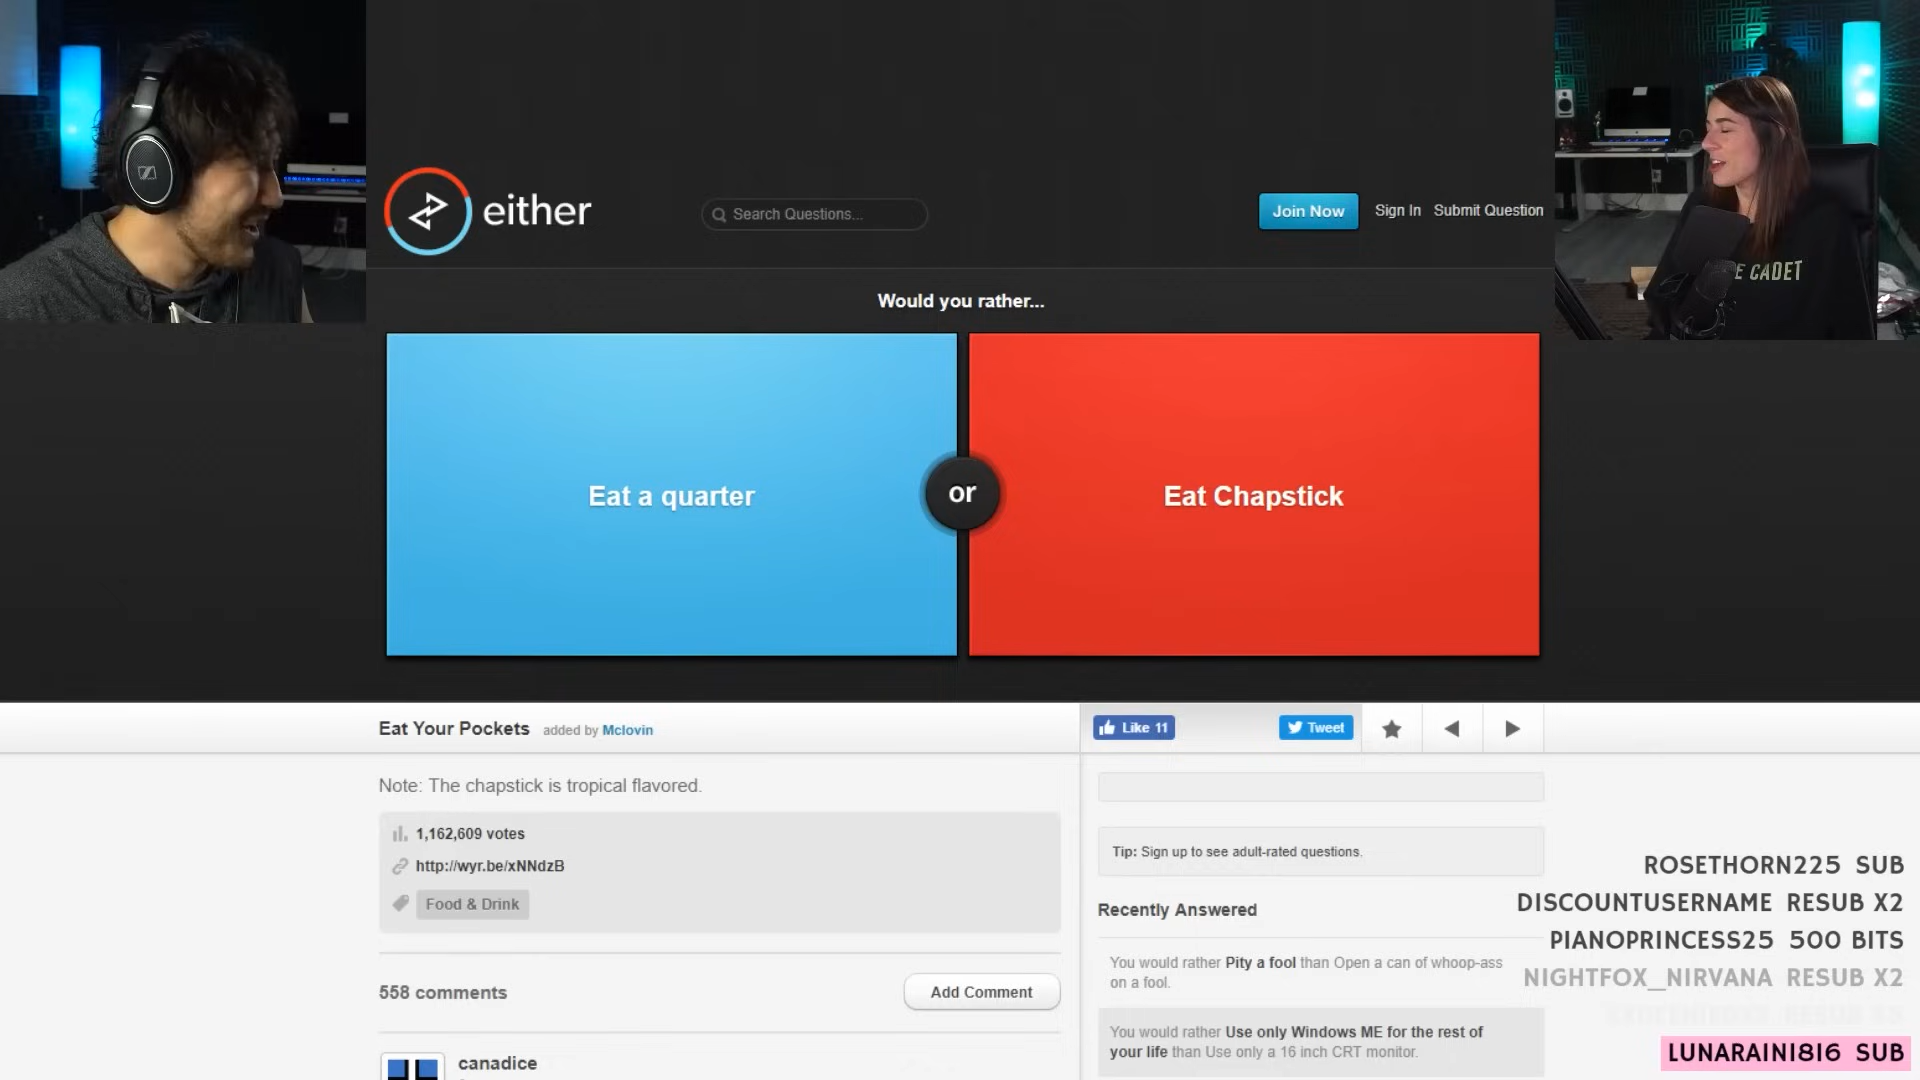 either
Search Questions...
Join Now
Sign In
Submit Question
E CADET
Would you rather...
Eat a quarter
or
Eat Chapstick
Eat Your Pockets added by Mclovin
Like 11
Tweet
Note: The chapstick is tropical flavored.
1,162,609 votes
http://wyr.be/xNNdzB
Food & Drink
558 comments
Add Comment
canadice
Tip: Sign up to see adult-rated questions.
Recently Answered
You would rather Pity a fool than Open a can of whoop-ass
on a fool.
You would rather Use only Windows ME for the rest of
your life than Use only a 16 inch CRT monitor.
ROSETHORN225 SUB
DISCOUNTUSERNAME RESUB X2
PIANOPRINCESS25 500 BITS
NIGHTFOX_NIRVANA RESUB X2
LUNARAIN1816 SUB